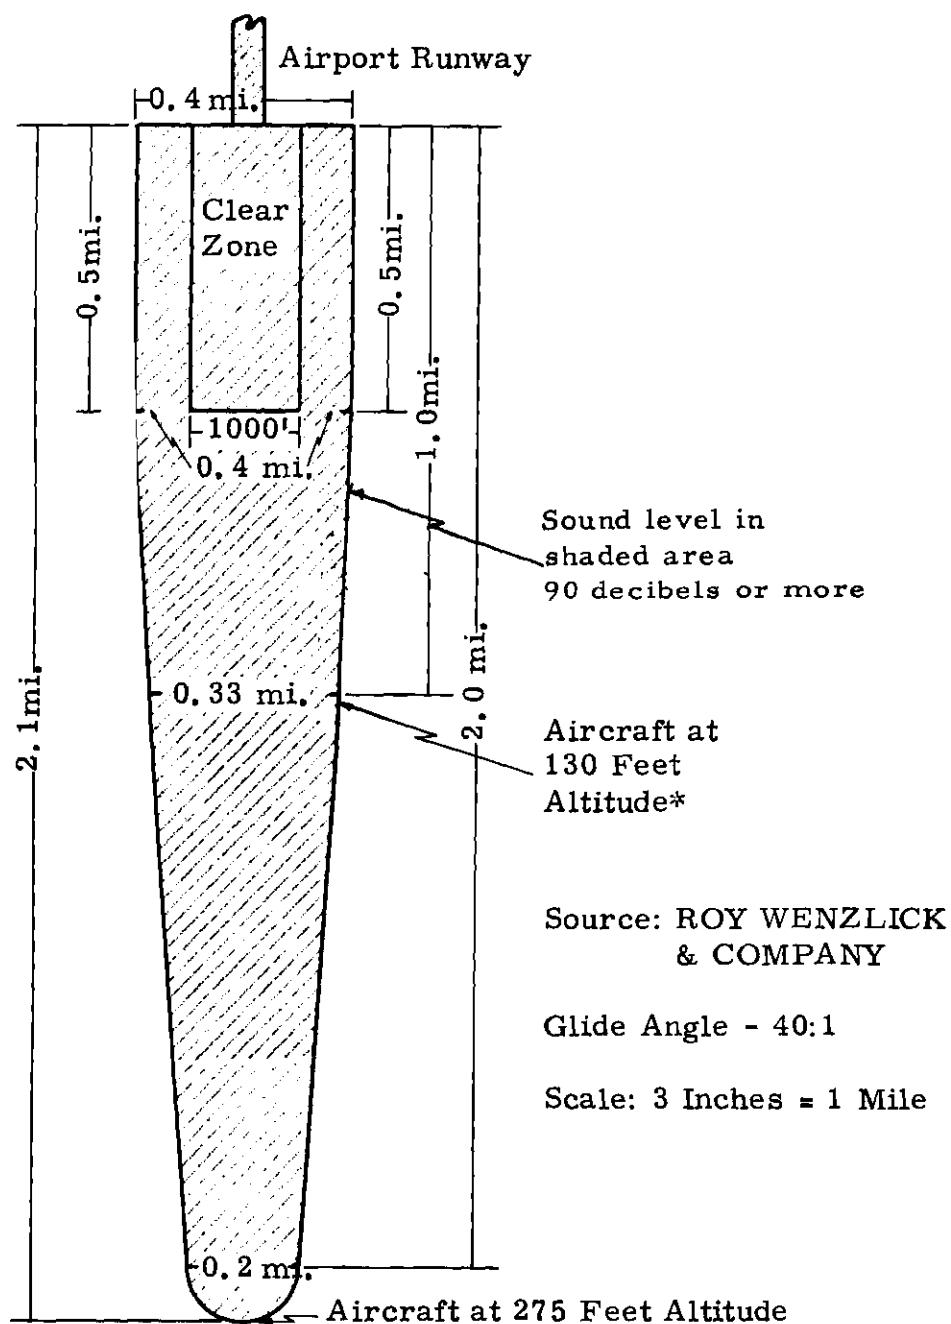 Airport Runway
0.4 mi.
Clear
Zone
0.5mi.
0.5mi.
1.0mi.
1000'
0.4 mi.
Sound level in
shaded area
90 decibels or more
2.1mi.
0.33 mi.
2.0 mi.
Aircraft at
130 Feet
Altitude*
Source: ROY WENZLICK
& COMPANY
Glide Angle - 40:1
Scale: 3 Inches = 1 Mile
0.2 mi.
Aircraft at 275 Feet Altitude